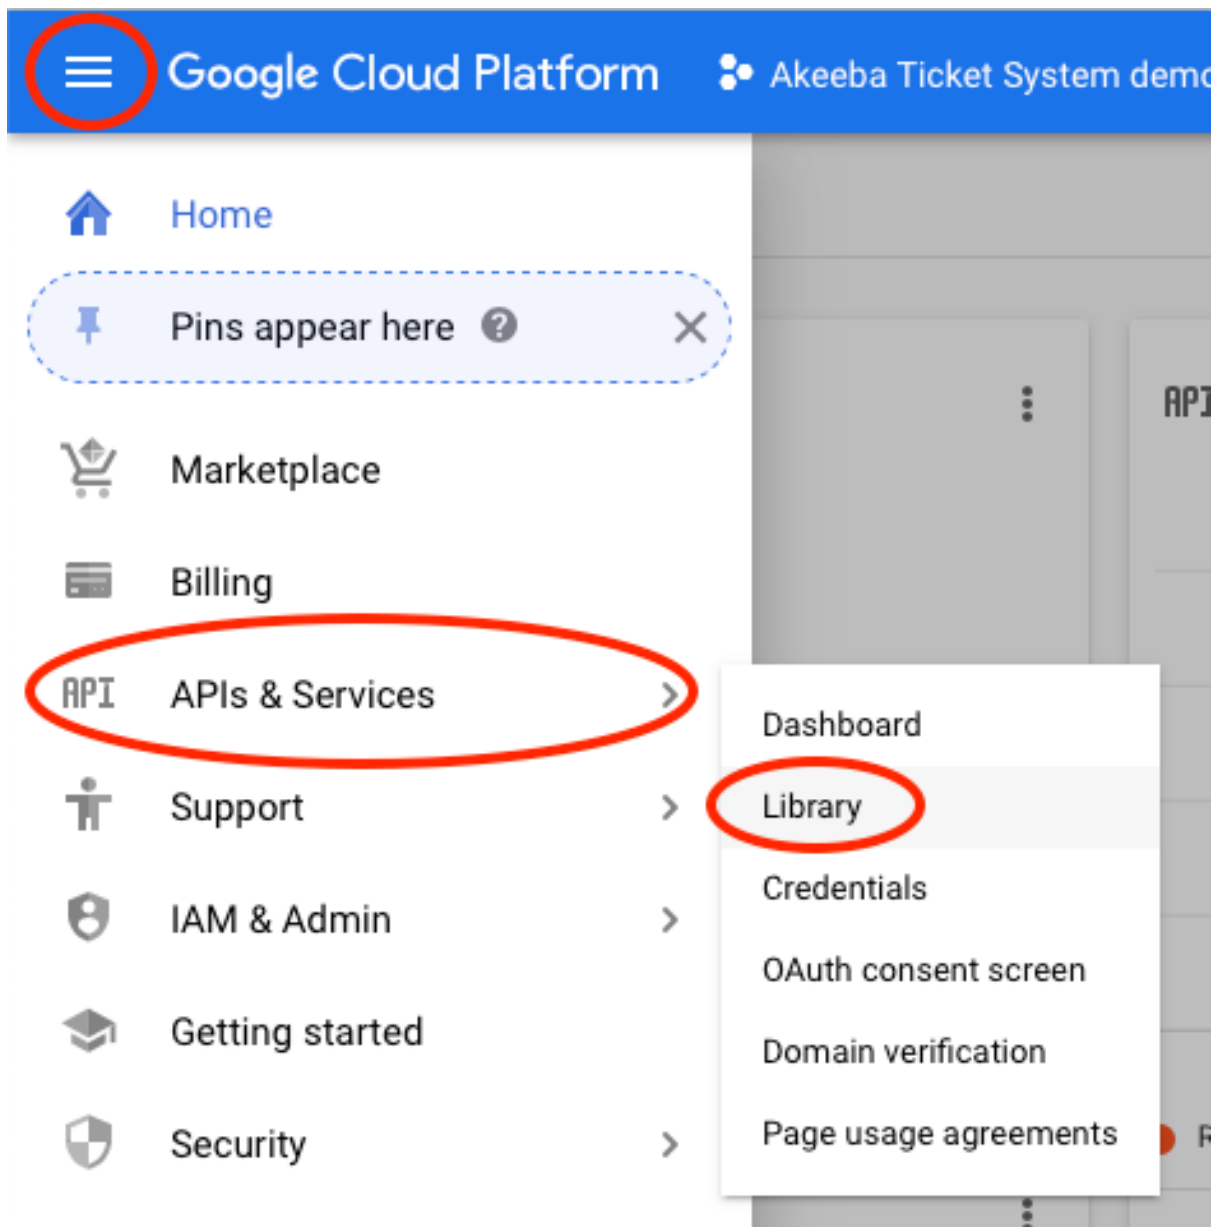 Google Cloud Platform
Akeeba Ticket System demo
Home
Pins appear here
Marketplace
Billing
API APIs & Services
Support
IAM & Admin
Getting started
Security
Dashboard
Library
Credentials
OAuth consent screen
Domain verification
Page usage agreements
API
R